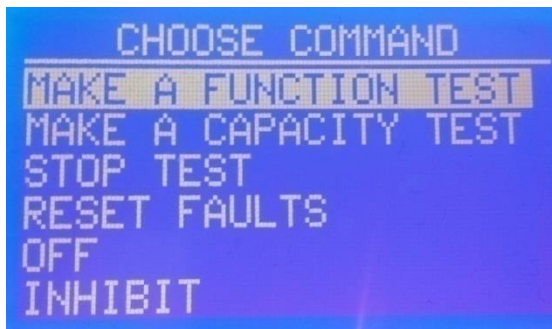 CHOOSE COMMAND
MAKE A FUNCTION TEST
MAKE A CAPACITY TEST
STOP TEST
RESET FAULTS
OFF
INHIBIT